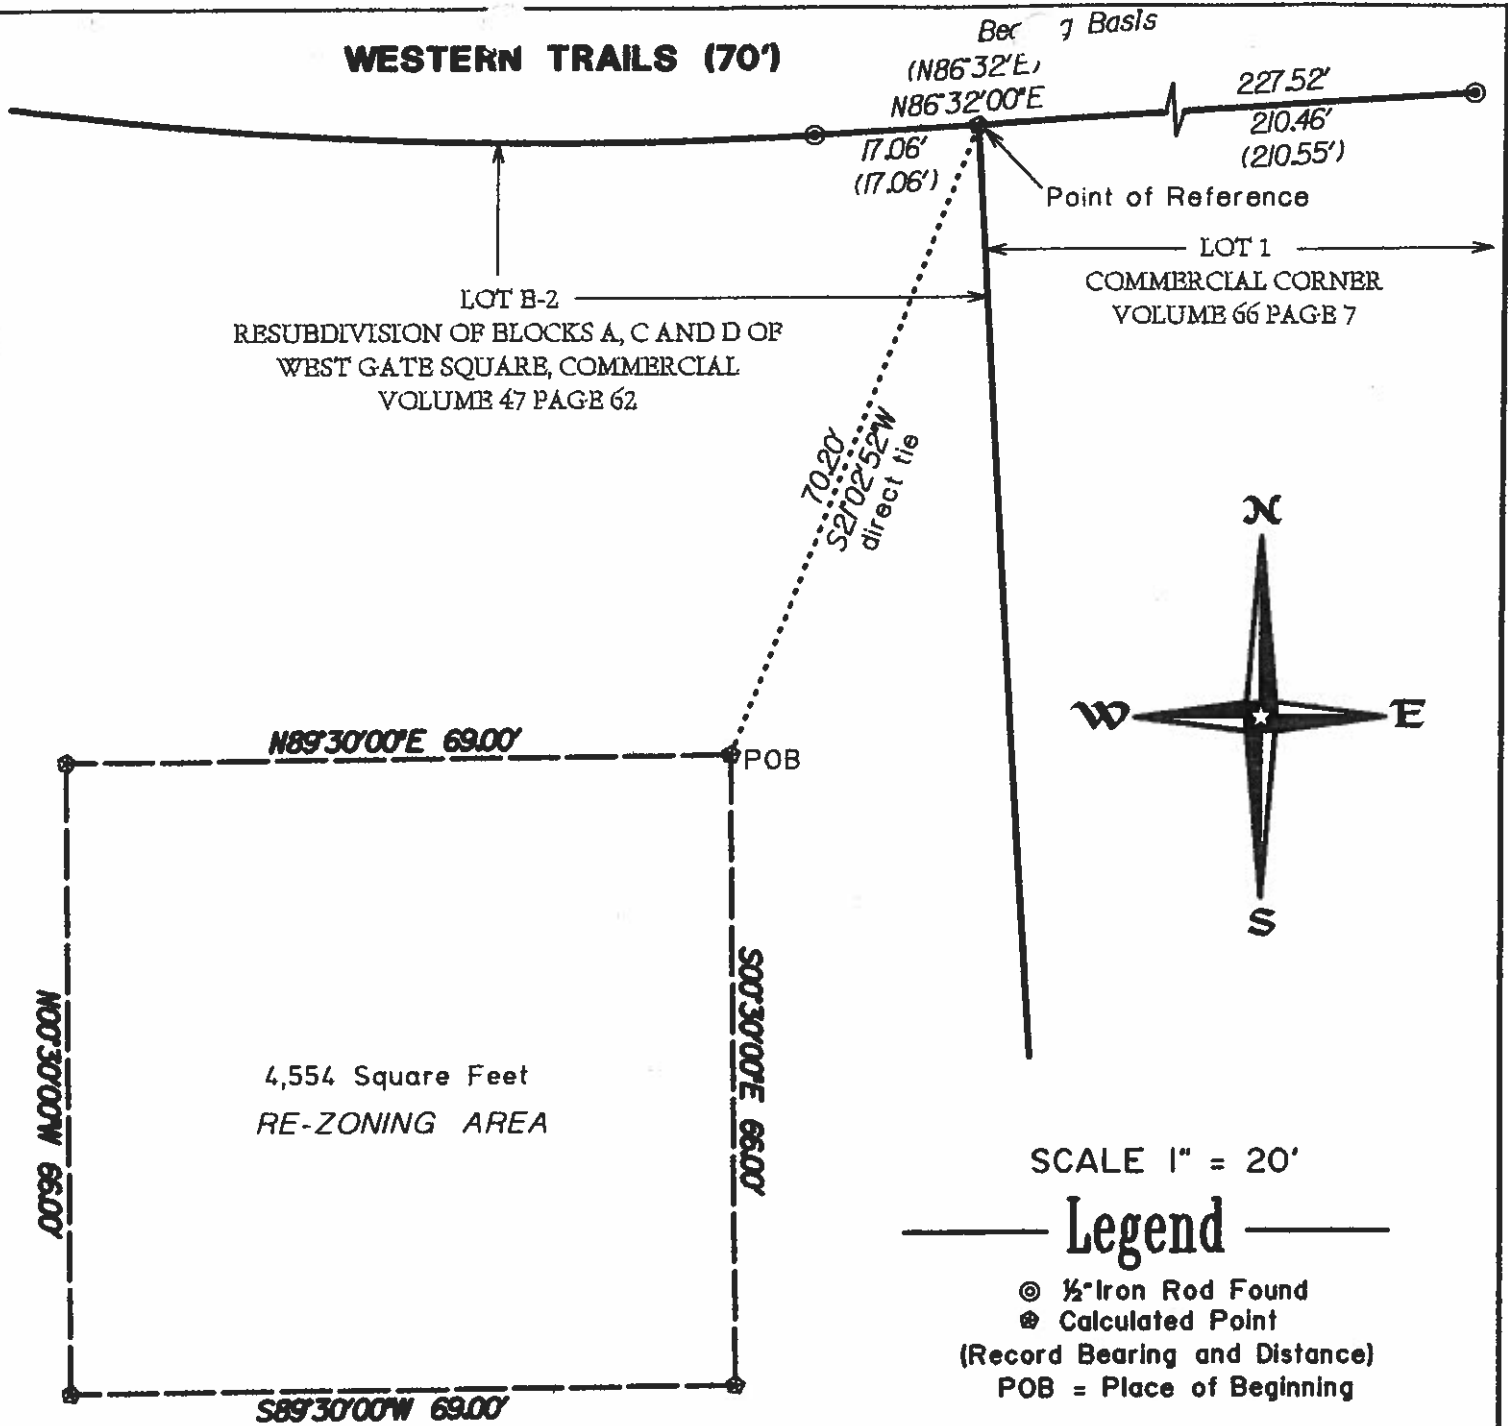 WESTERN TRAILS (70')
Basis
(N86°32'E)
N86°32'00"E
227.52'
17.06'
(17.06')
210.46'
(210.55')
Point of Reference
LOT 1
COMMERCIAL CORNER
VOLUME 66 PAGE 7
LOT B-2
RESUBDIVISION OF BLOCKS A, C AND D OF
WEST GATE SQUARE, COMMERCIAL
VOLUME 47 PAGE 62
70.20'
S21°02'52"W
direct tie
N
W
E
S
N89°30'00"E 69.00'
POB
N00°30'00"W 66.00'
S00°30'00"E 66.00'
4,554 Square Feet
RE-ZONING AREA
S89°30'00"W 69.00'
SCALE 1" = 20'
Legend
½" Iron Rod Found
Calculated Point
(Record Bearing and Distance)
POB = Place of Beginning